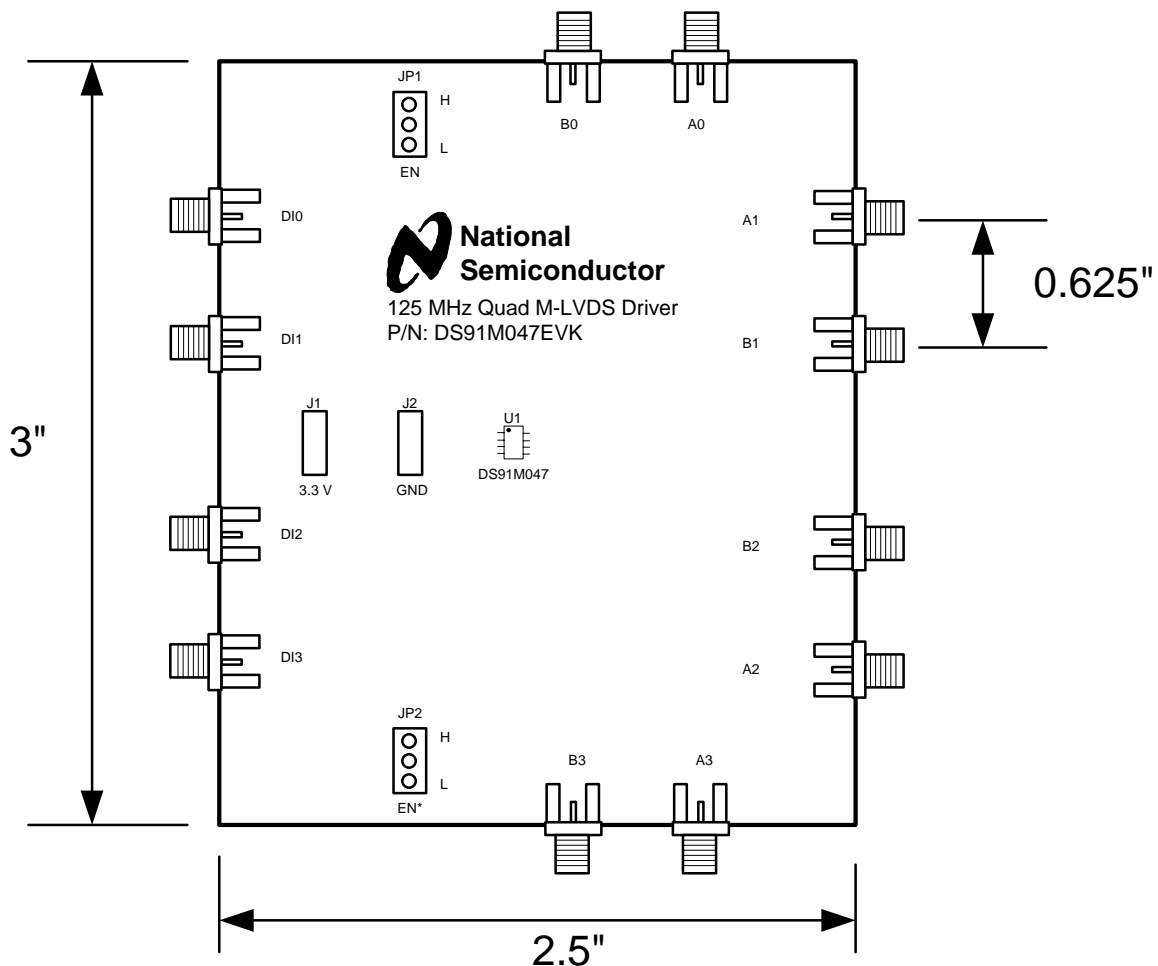 JP1
H
B0
A0
L
EN
DI0
A1
National
Semiconductor
0.625"
125 MHz Quad M-LVDS Driver
P/N: DS91M047EVK
DI1
B1
J1
J2
U1
3"
DS91M047
3.3 V
GND
DI2
B2
DI3
A2
JP2
H
B3
A3
L
EN*
2.5"